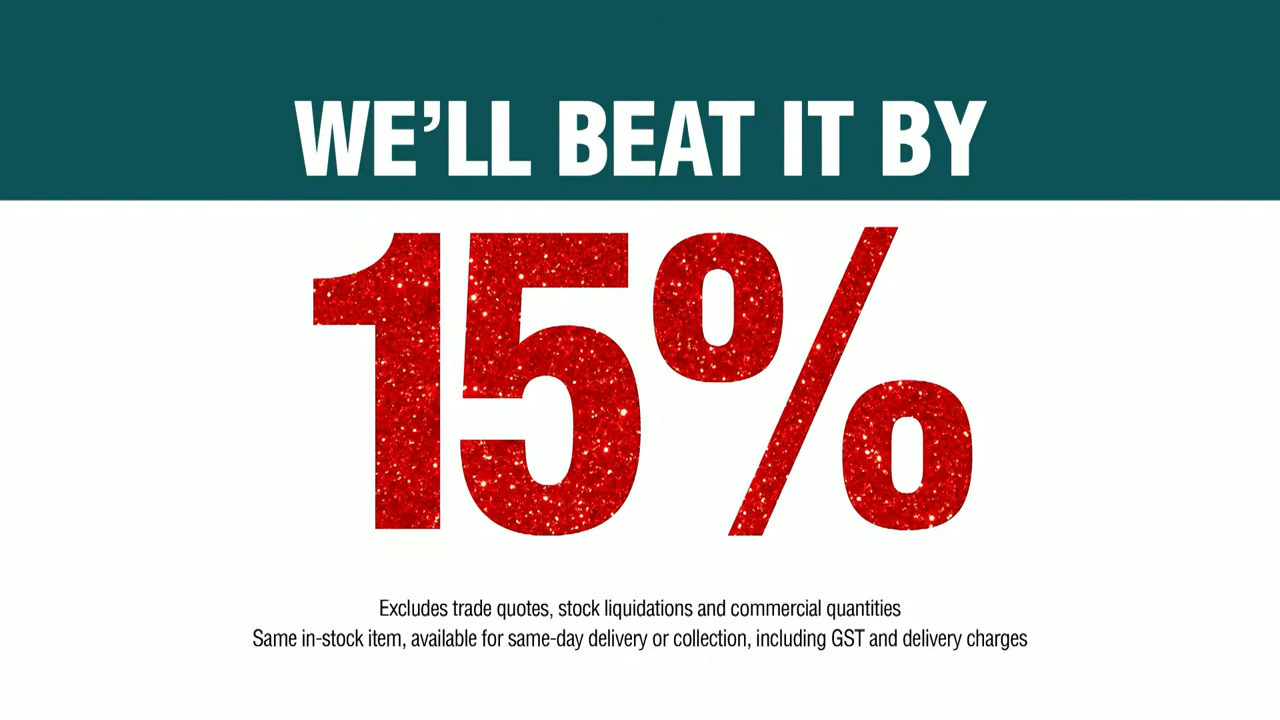 WE’LL BEAT IT BY
15%
Excludes trade quotes, stock liquidations and commercial quantities
Same in-stock item, available for same-day delivery or collection, including GST and delivery charges